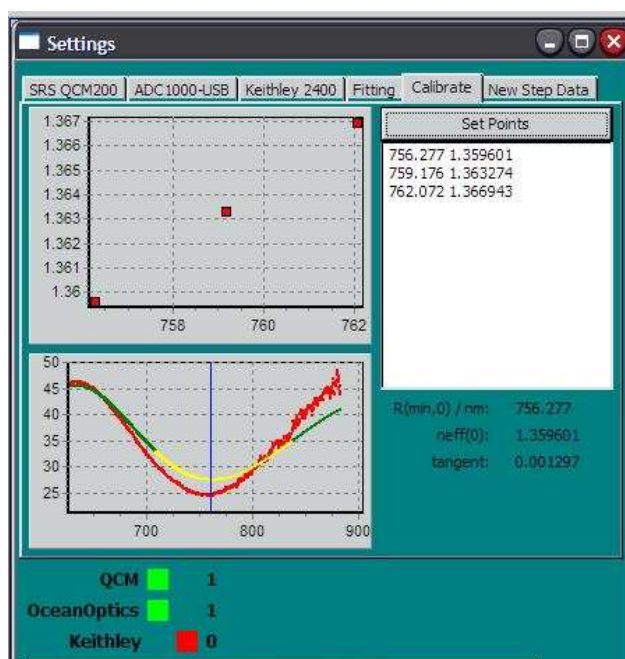 Settings
SRS QCM200 ADC1000-USB Keithley 2400 Fitting Calibrate New Step Data
1.367
1.366
1.365
1.364
1.363
1.362
1.361
1.36
758 760 762
Set Points
756.277 1.359601
759.176 1.363274
762.072 1.366943
50
45
40
35
30
25
700 800 900
R(min,0) / nm: 756.277
neff(0): 1.359601
tangent: 0.001297
QCM 1
OceanOptics 1
Keithley 0